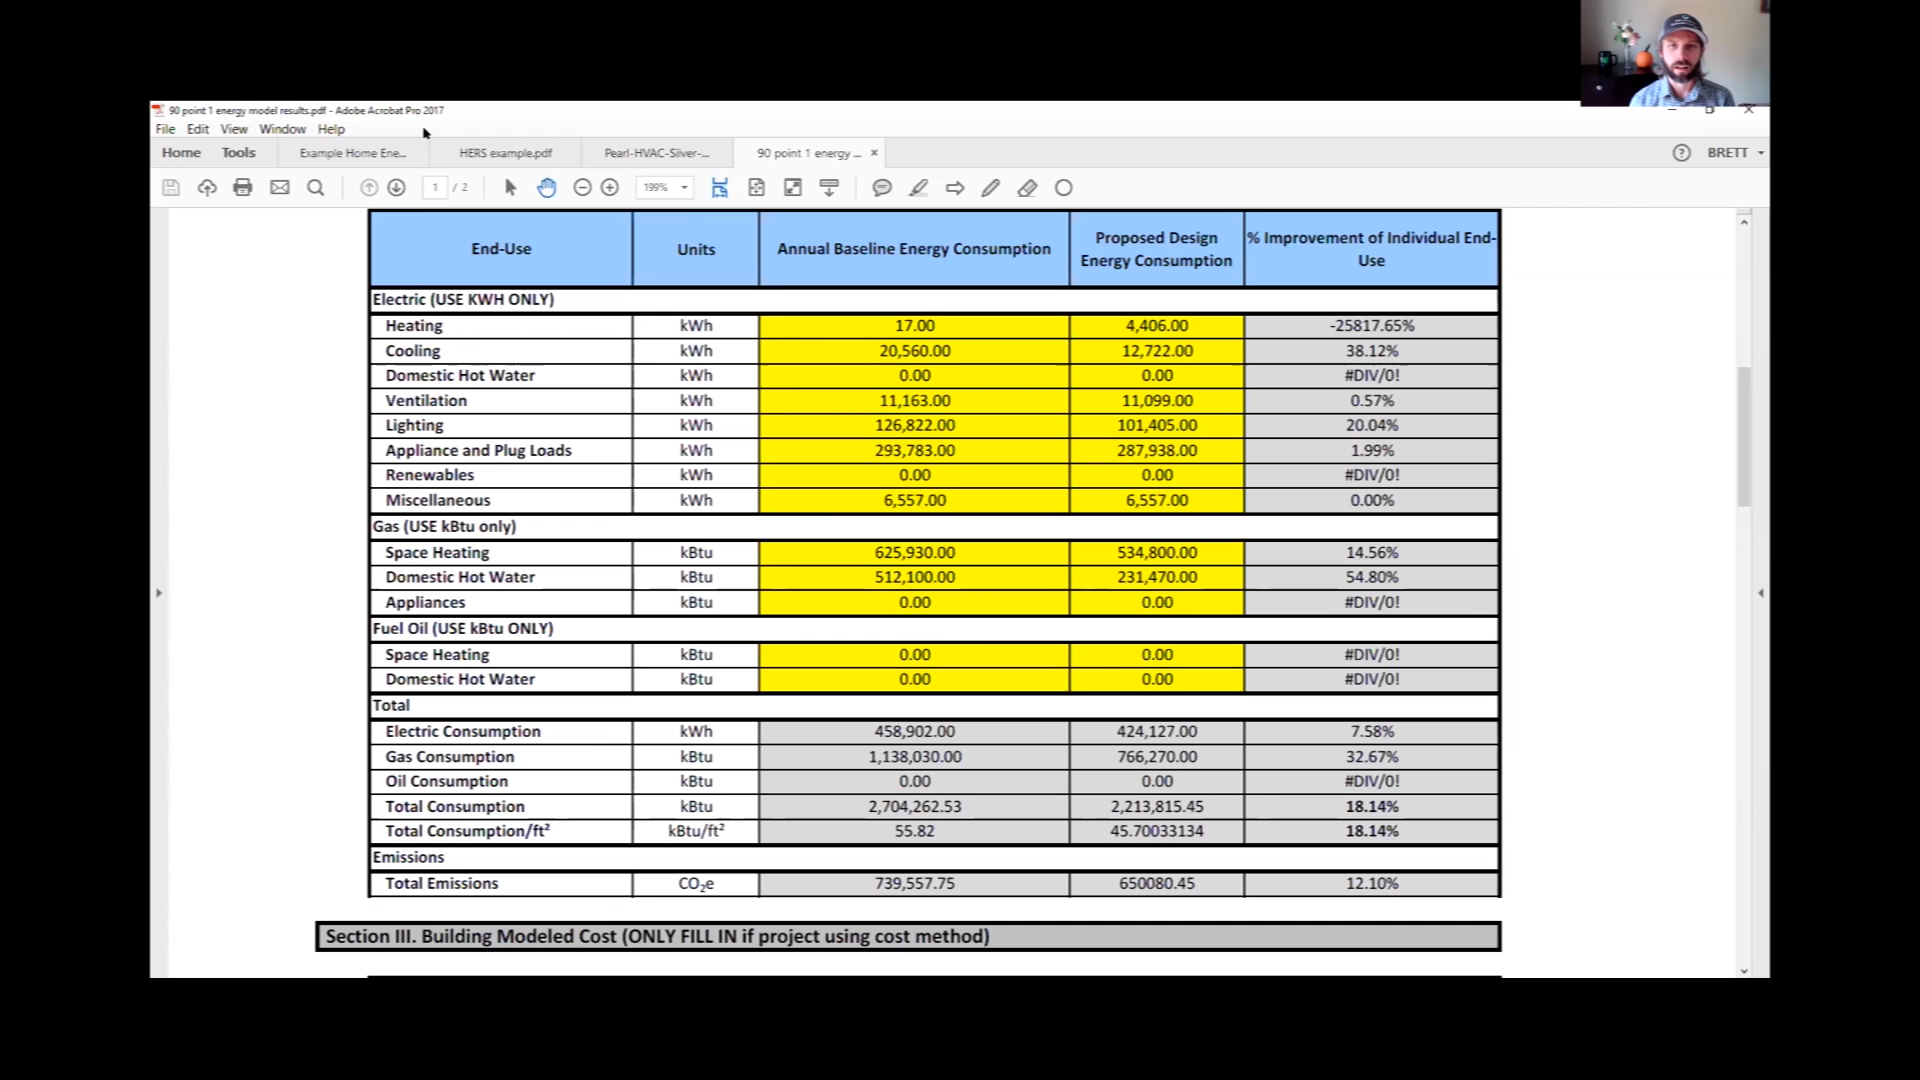 90 point 1 energy model results.pdf - Adobe Acrobat Pro 2017
File Edit View Window Help
Home Tools Example Home Ene... HERS example.pdf Pearl-HVAC-Silver-... 90 point 1 energy ... × ? BRETT
1 / 2 199%
End-Use Units Annual Baseline Energy Consumption Proposed Design Energy Consumption % Improvement of Individual End-Use
Electric (USE KWH ONLY)
Heating kWh 17.00 4,406.00 -25817.65%
Cooling kWh 20,560.00 12,722.00 38.12%
Domestic Hot Water kWh 0.00 0.00 #DIV/0!
Ventilation kWh 11,163.00 11,099.00 0.57%
Lighting kWh 126,822.00 101,405.00 20.04%
Appliance and Plug Loads kWh 293,783.00 287,938.00 1.99%
Renewables kWh 0.00 0.00 #DIV/0!
Miscellaneous kWh 6,557.00 6,557.00 0.00%
Gas (USE kBtu only)
Space Heating kBtu 625,930.00 534,800.00 14.56%
Domestic Hot Water kBtu 512,100.00 231,470.00 54.80%
Appliances kBtu 0.00 0.00 #DIV/0!
Fuel Oil (USE kBtu ONLY)
Space Heating kBtu 0.00 0.00 #DIV/0!
Domestic Hot Water kBtu 0.00 0.00 #DIV/0!
Total
Electric Consumption kWh 458,902.00 424,127.00 7.58%
Gas Consumption kBtu 1,138,030.00 766,270.00 32.67%
Oil Consumption kBtu 0.00 0.00 #DIV/0!
Total Consumption kBtu 2,704,262.53 2,213,815.45 18.14%
Total Consumption/ft² kBtu/ft² 55.82 45.70033134 18.14%
Emissions
Total Emissions CO₂e 739,557.75 650080.45 12.10%
Section III. Building Modeled Cost (ONLY FILL IN if project using cost method)